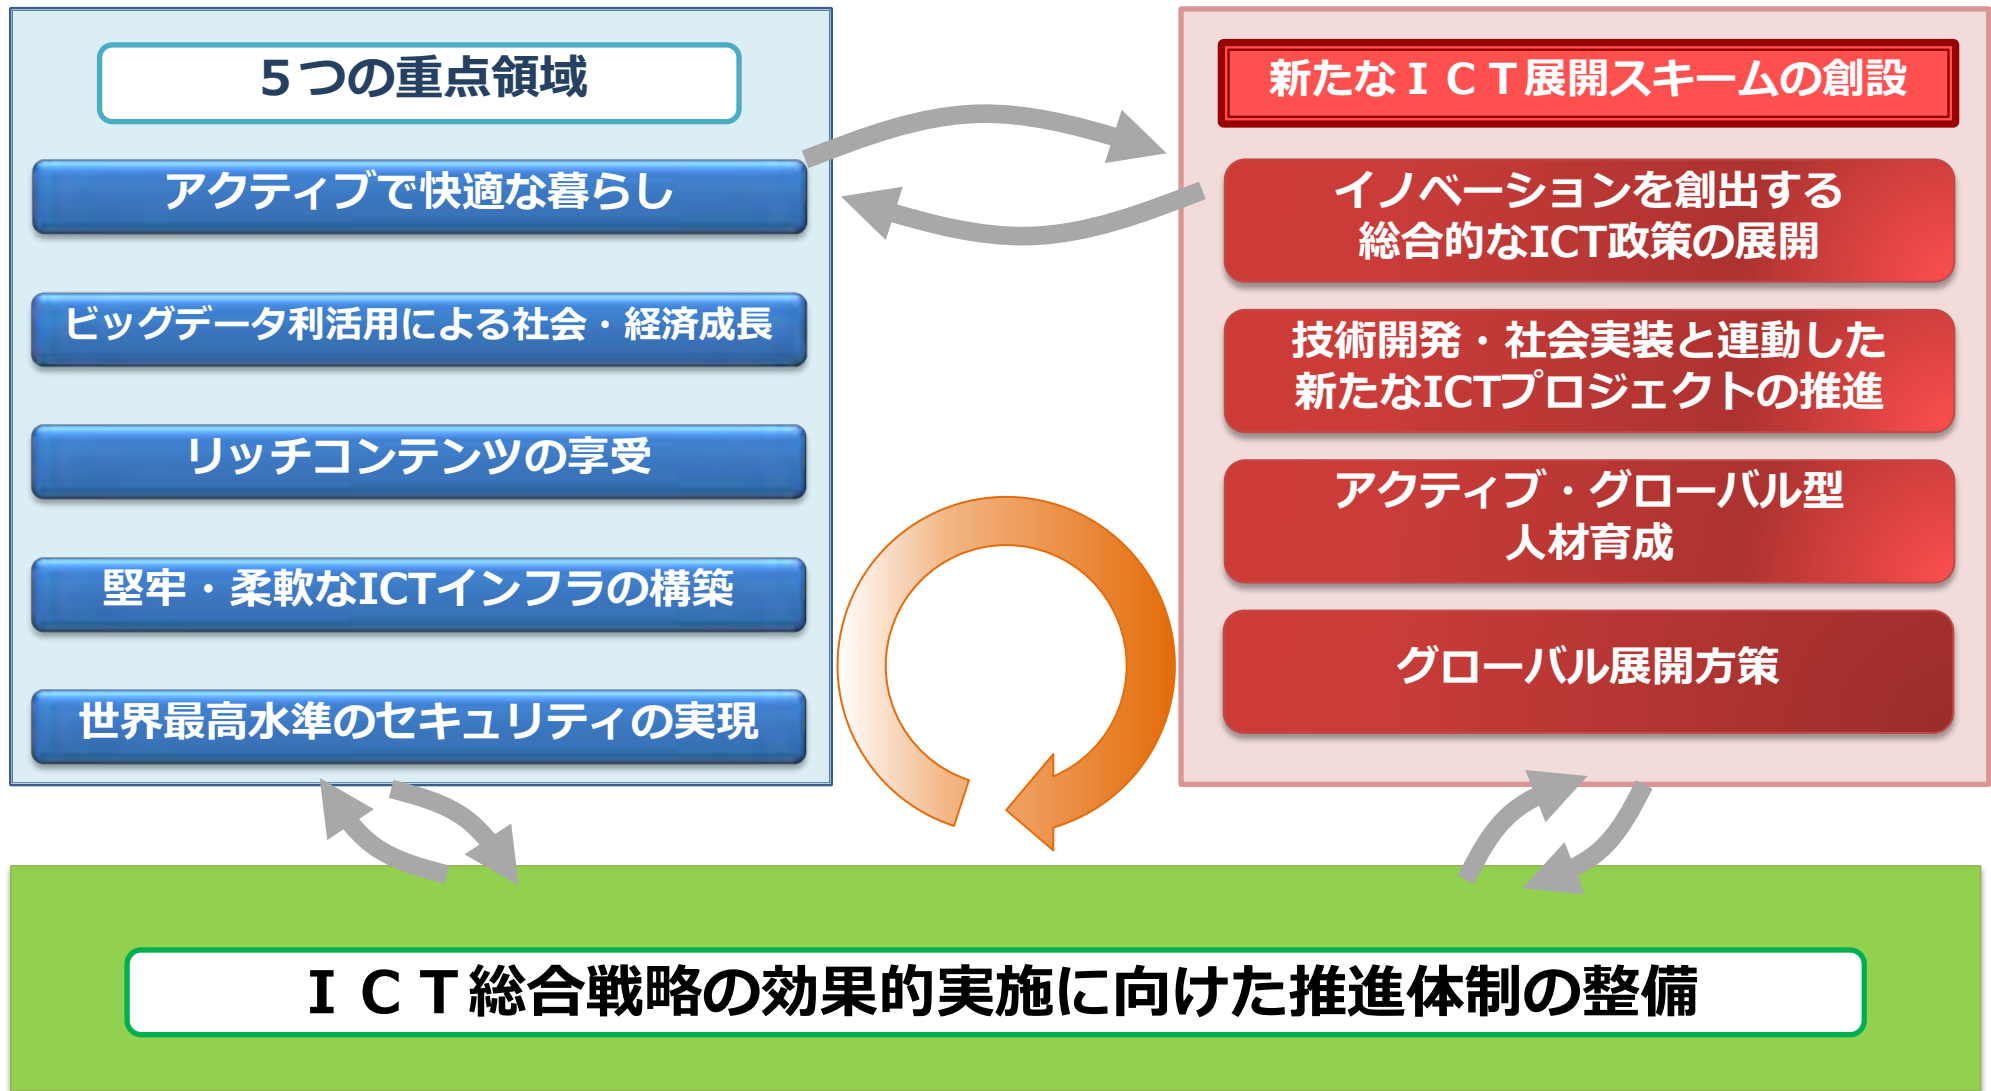 ５つの重点領域
アクティブで快適な暮らし
ビッグデータ利活用による社会・経済成長
リッチコンテンツの享受
堅牢・柔軟なICTインフラの構築
世界最高水準のセキュリティの実現
新たなＩＣＴ展開スキームの創設
イノベーションを創出する
総合的なICT政策の展開
技術開発・社会実装と連動した
新たなICTプロジェクトの推進
アクティブ・グローバル型
人材育成
グローバル展開方策
ＩＣＴ総合戦略の効果的実施に向けた推進体制の整備